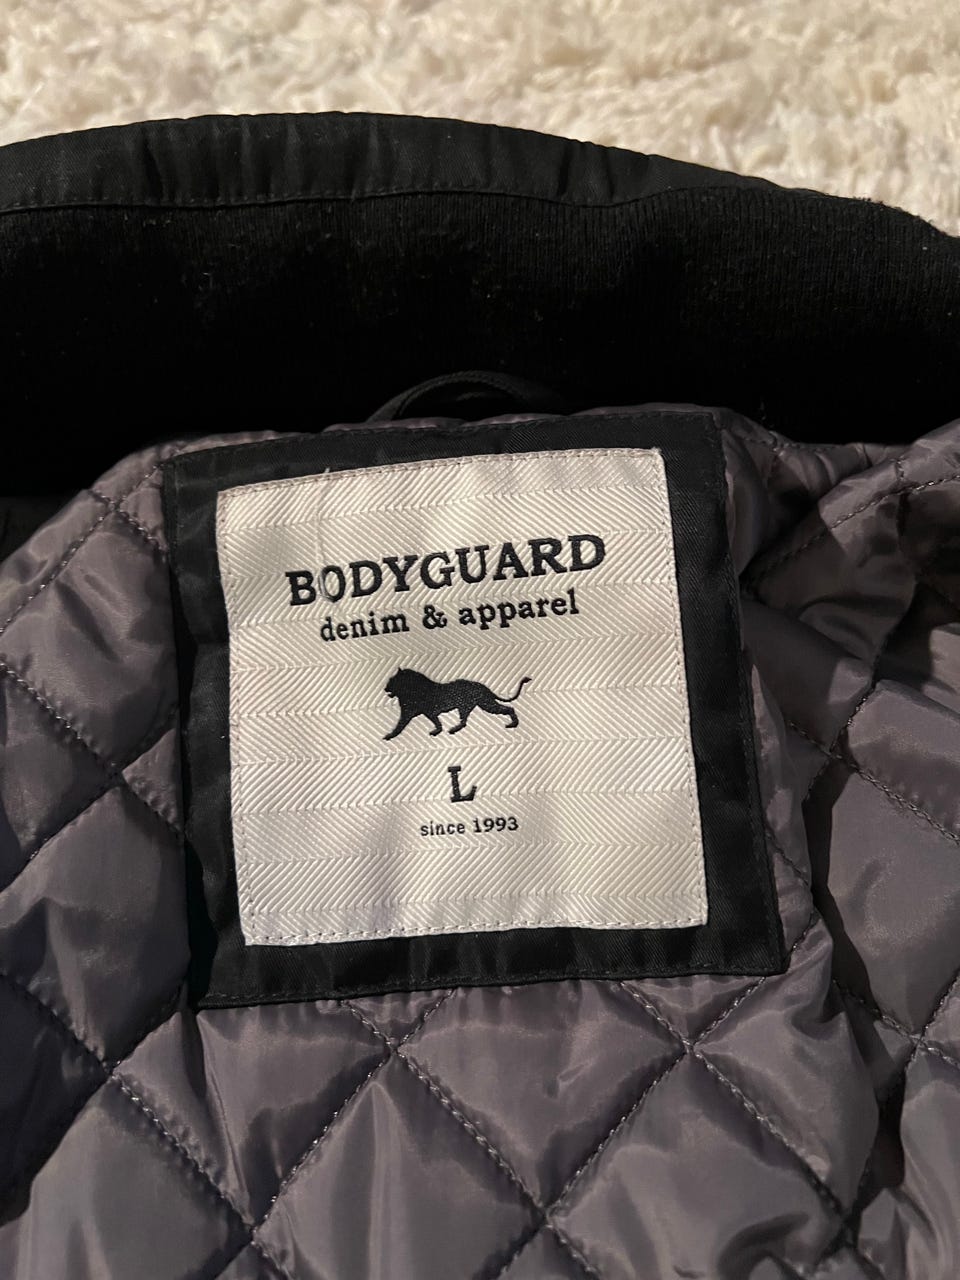 BODYGUARD
denim & apparel
L
since 1993